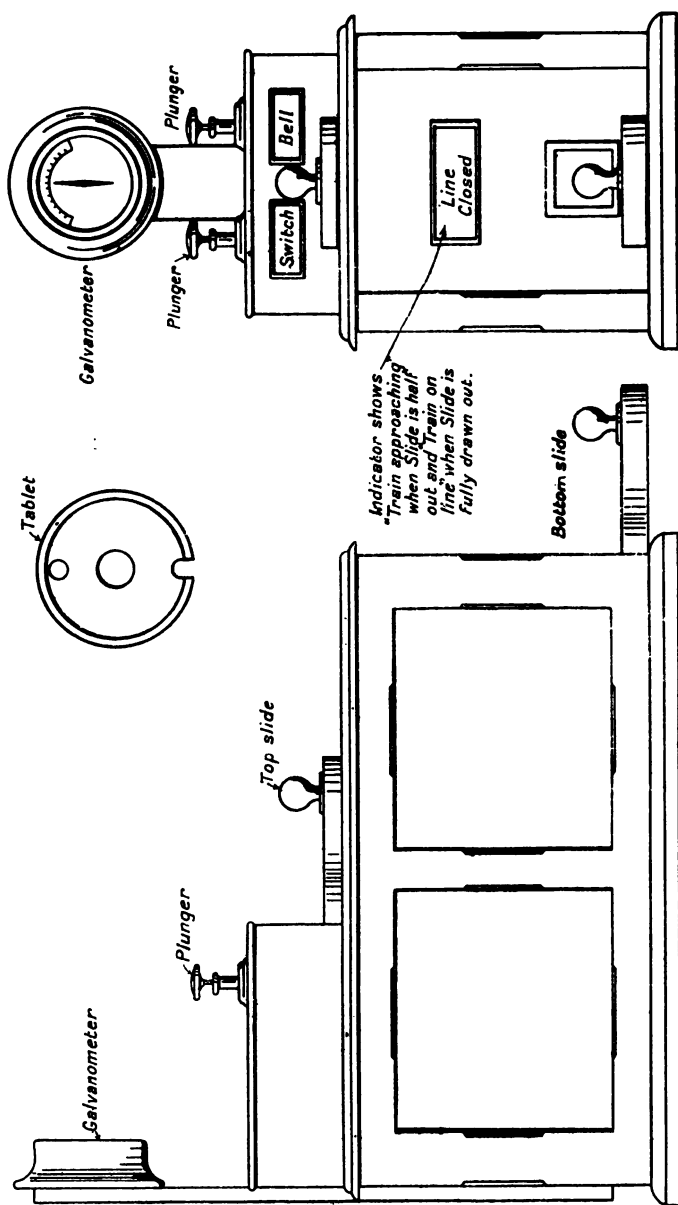 Galvanometer
Tablet
Galvanometer
Plunger
Plunger
Plunger
Top slide
Switch
Bell
Indicator shows
"Train approaching"
when Slide is half
out and "Train on
line" when Slide is
fully drawn out.
Line
Closed
Bottom slide